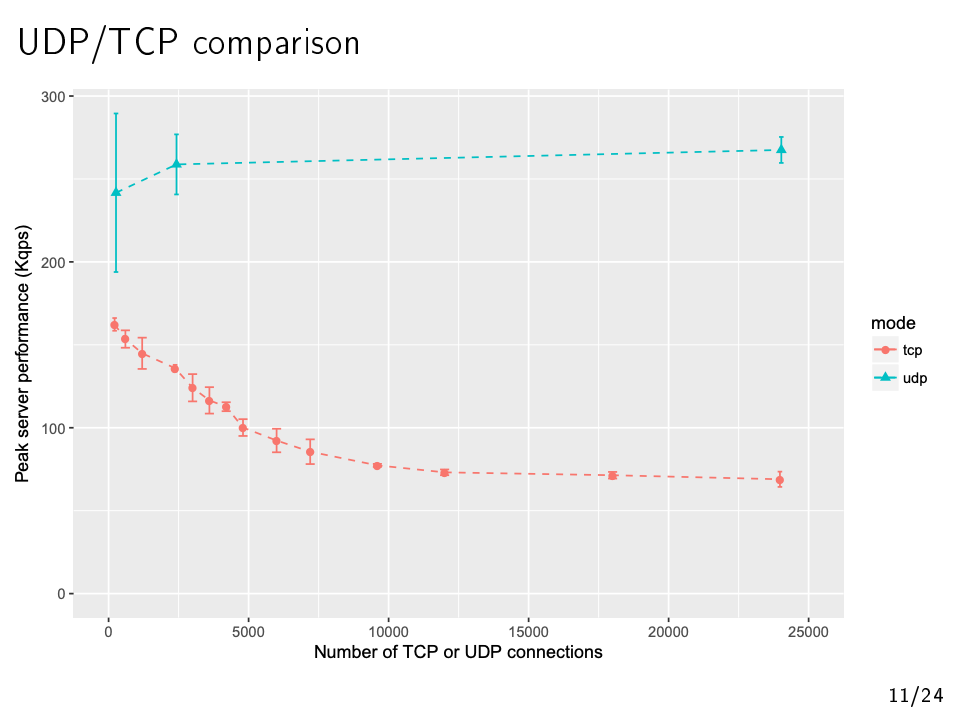 UDP/TCP comparison
300
200
100
0
Peak server performance (Kqps)
0 5000 10000 15000 20000 25000
Number of TCP or UDP connections
mode
tcp
udp
11/24